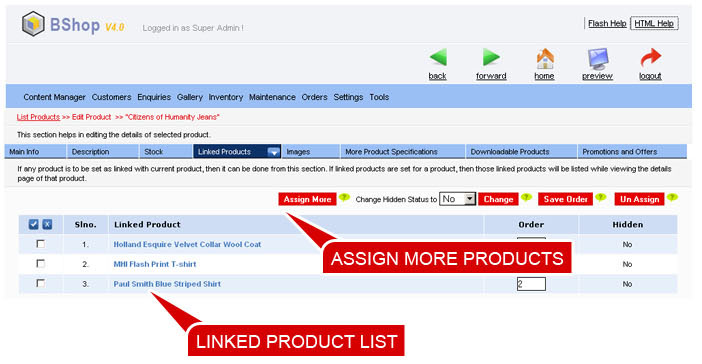 BShop V4.0
Logged in as Super Admin !
Flash Help
HTML Help
back
forward
home
preview
logout
Content Manager Customers Enquiries Gallery Inventory Maintenance Orders Settings Tools
List Products >> Edit Product >> "Citizens of Humanity Jeans"
This section helps in editing the details of selected product.
Main Info Description Stock Linked Products Images More Product Specifications Downloadable Products Promotions and Offers
If any product is to be set as linked with current product, then it can be done from this section. If linked products are set for a product, then those linked products will be listed while viewing the details
page of that product.
Assign More ? Change Hidden Status to No Change ? Save Order ? Un Assign ?
Slno. Linked Product Order Hidden
1. Holland Esquire Velvet Collar Wool Coat No
2. MHI Flash Print T-shirt No
3. Paul Smith Blue Striped Shirt 2 No
ASSIGN MORE PRODUCTS
LINKED PRODUCT LIST